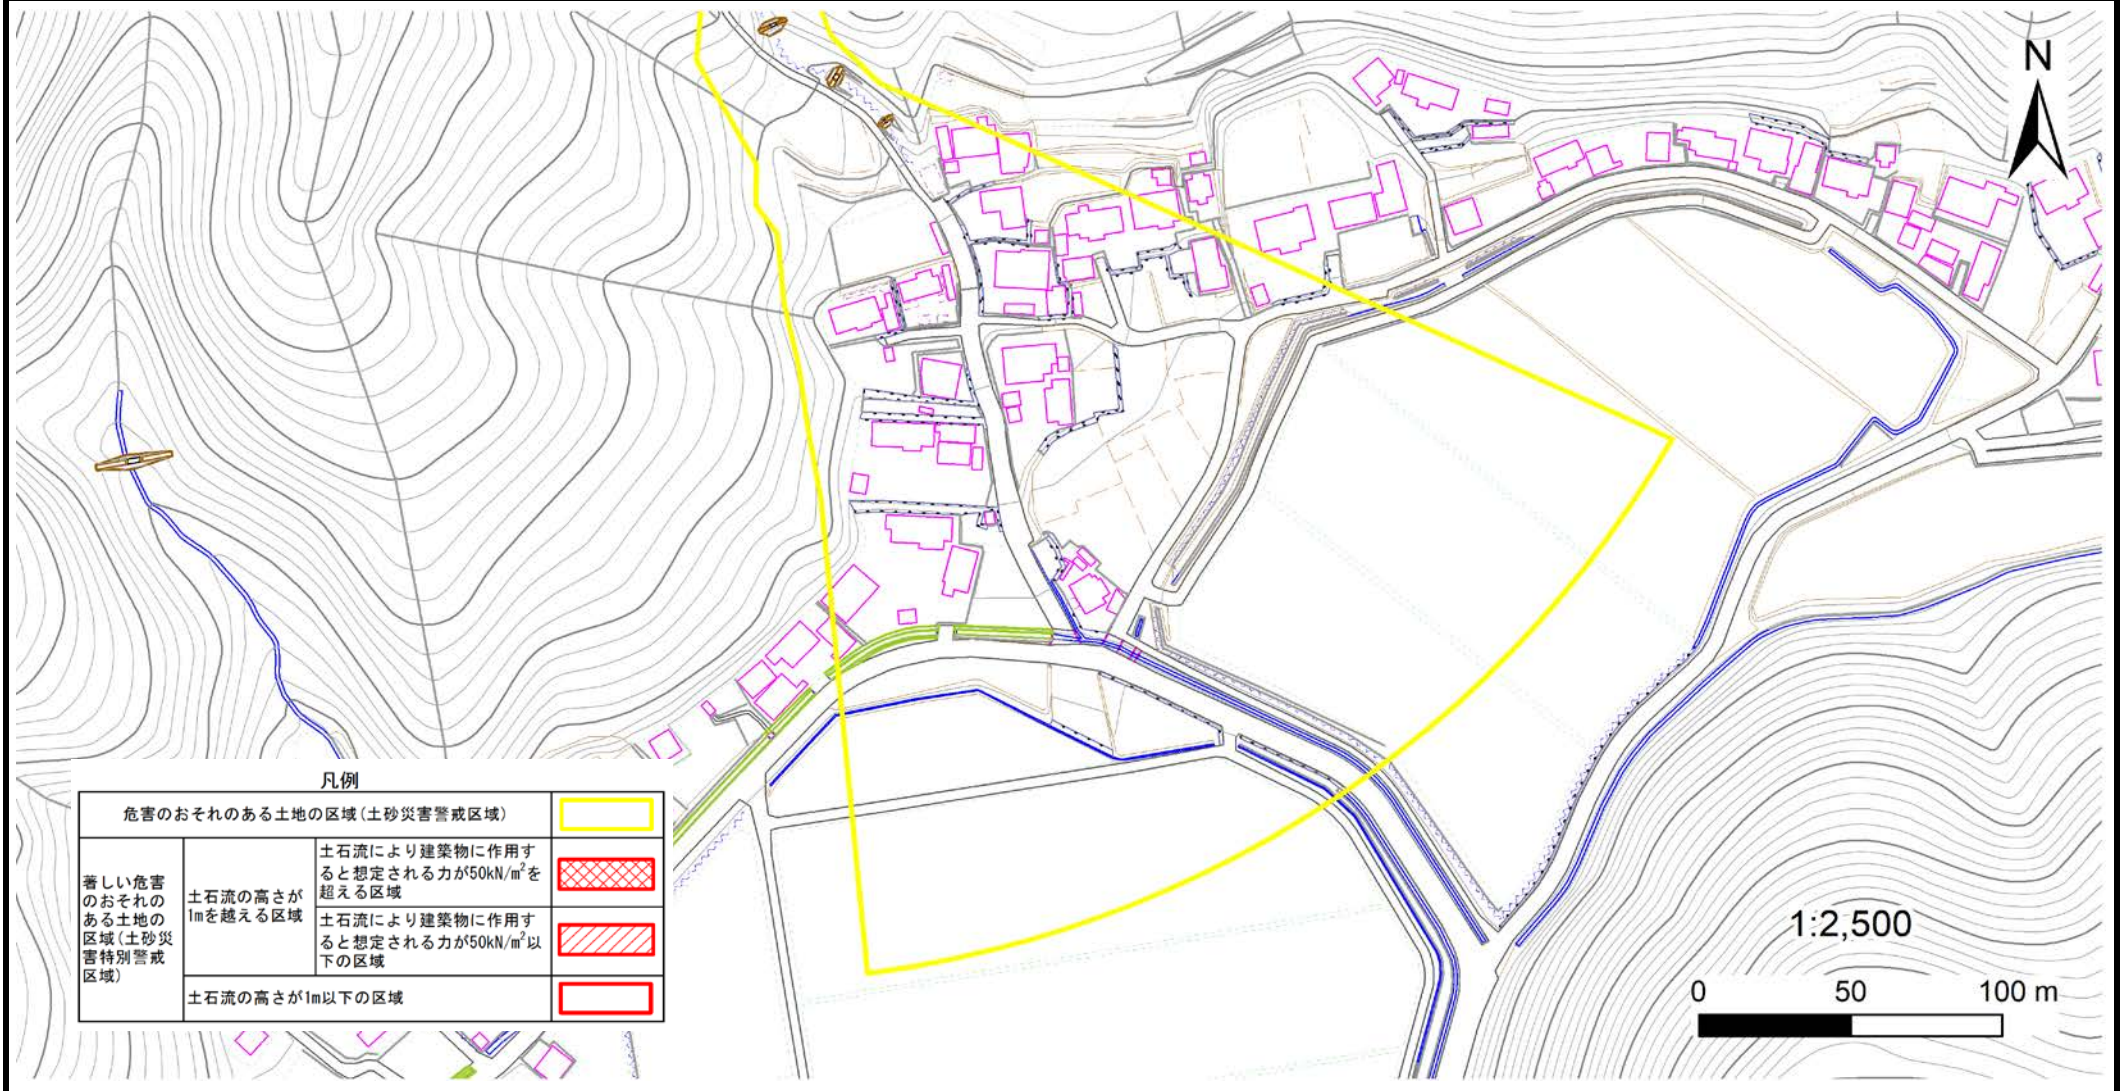 N
凡例
危害のおそれのある土地の区域(土砂災害警戒区域)
著しい危害
のおそれの
ある土地の
区域(土砂災
害特別警戒
区域)
土石流の高さが
1mを越える区域
土石流により建築物に作用す
ると想定される力が50kN/m²を
超える区域
土石流により建築物に作用す
ると想定される力が50kN/m²以
下の区域
土石流の高さが1m以下の区域
1:2,500
0 50 100 m